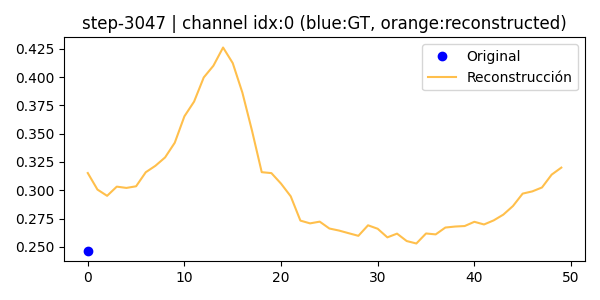 step-3047 | channel idx:0 (blue:GT, orange:reconstructed)
Original
Reconstrucción
0.425
0.400
0.375
0.350
0.325
0.300
0.275
0.250
0 10 20 30 40 50